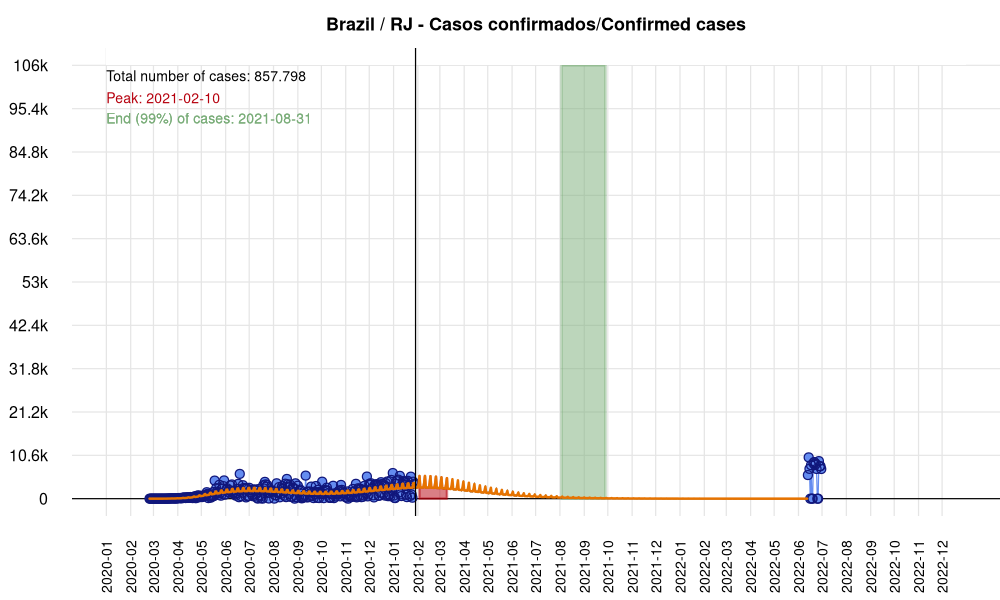 Brazil / RJ - Casos confirmados/Confirmed cases
106k
Total number of cases: 857.798
Peak: 2021-02-10
95.4k
End (99%) of cases: 2021-08-31
84.8k
74.2k
63.6k
53k
42.4k
31.8k
21.2k
10.6k
0
2020-01
2020-02
2020-03
2020-04
2020-05
2020-06
2020-07
2020-08
2020-09
2020-10
2020-11
2020-12
2021-01
2021-02
2021-03
2021-04
2021-05
2021-06
2021-07
2021-08
2021-09
2021-10
2021-11
2021-12
2022-01
2022-02
2022-03
2022-04
2022-05
2022-06
2022-07
2022-08
2022-09
2022-10
2022-11
2022-12